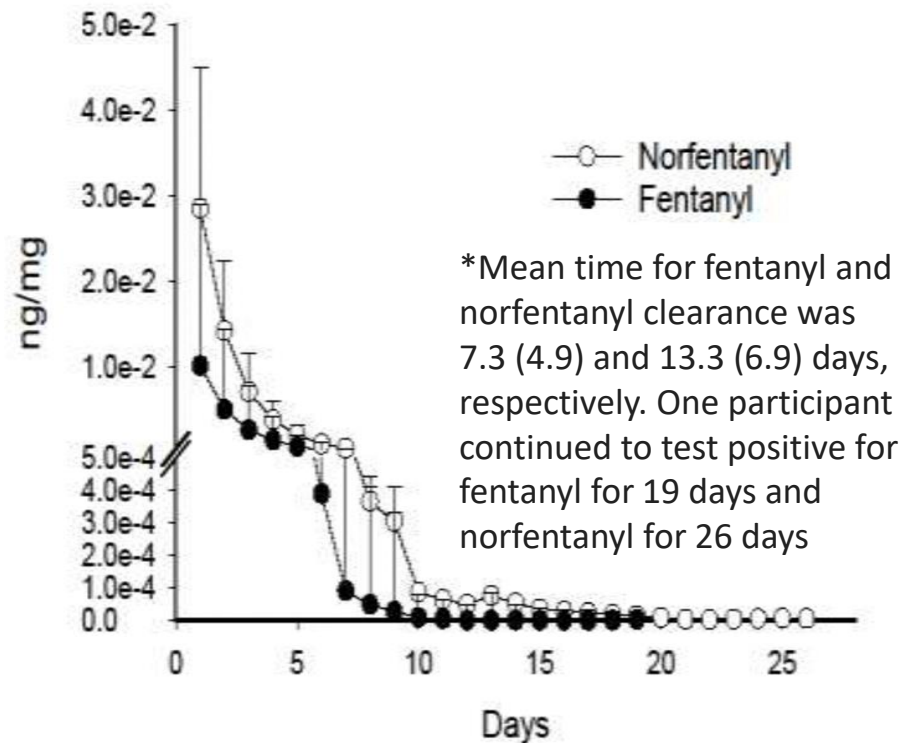 5.0e-2
4.0e-2
3.0e-2
2.0e-2
1.0e-2
5.0e-4
4.0e-4
3.0e-4
2.0e-4
1.0e-4
0.0
ng/mg
Norfentanyl
Fentanyl
*Mean time for fentanyl and
norfentanyl clearance was
7.3 (4.9) and 13.3 (6.9) days,
respectively. One participant
continued to test positive for
fentanyl for 19 days and
norfentanyl for 26 days
0 5 10 15 20 25
Days